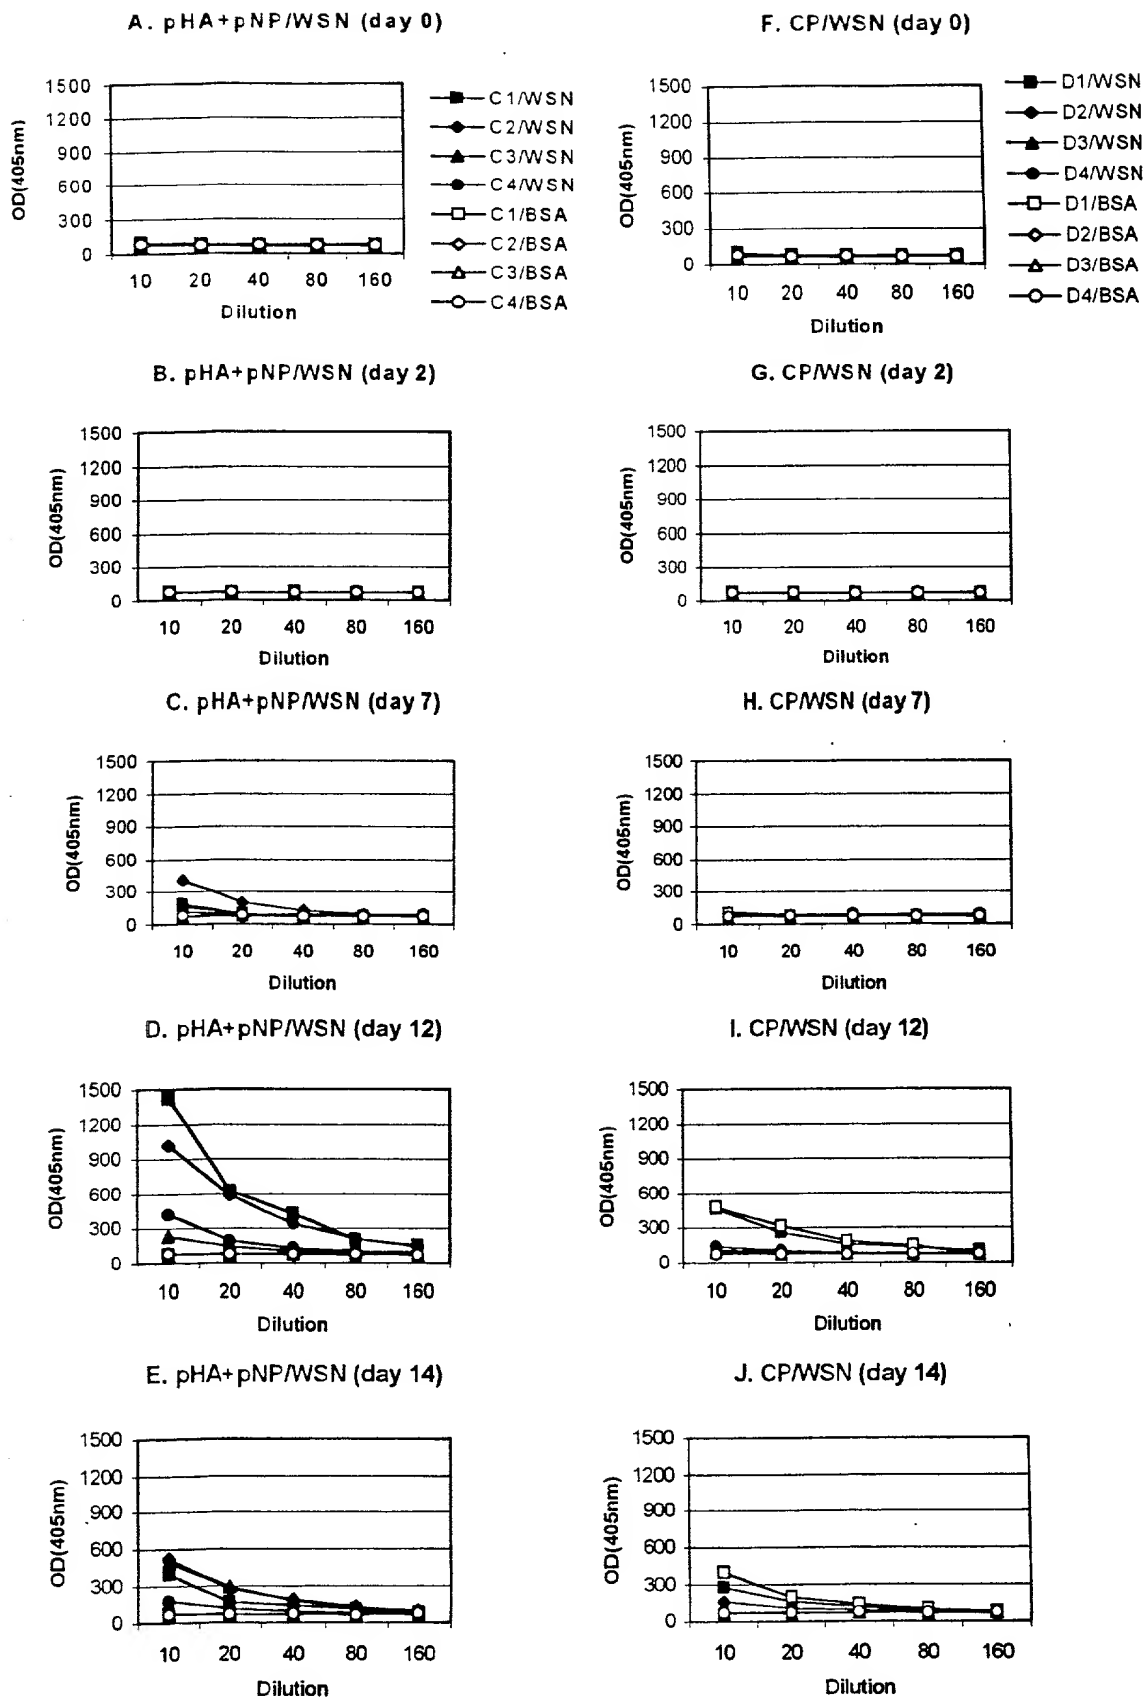 A. pHA+pNP/WSN (day 0)
OD(405nm)
1500
1200
900
600
300
0
10 20 40 80 160
Dilution
C1/WSN
C2/WSN
C3/WSN
C4/WSN
C1/BSA
C2/BSA
C3/BSA
C4/BSA
F. CP/WSN (day 0)
OD(405nm)
1500
1200
900
600
300
0
10 20 40 80 160
Dilution
D1/WSN
D2/WSN
D3/WSN
D4/WSN
D1/BSA
D2/BSA
D3/BSA
D4/BSA
B. pHA+pNP/WSN (day 2)
OD(405nm)
1500
1200
900
600
300
0
10 20 40 80 160
Dilution
G. CP/WSN (day 2)
OD(405nm)
1500
1200
900
600
300
0
10 20 40 80 160
Dilution
C. pHA+pNP/WSN (day 7)
OD(405nm)
1500
1200
900
600
300
0
10 20 40 80 160
Dilution
H. CP/WSN (day 7)
OD(405nm)
1500
1200
900
600
300
0
10 20 40 80 160
Dilution
D. pHA+pNP/WSN (day 12)
OD(405nm)
1500
1200
900
600
300
0
10 20 40 80 160
Dilution
I. CP/WSN (day 12)
OD(405nm)
1500
1200
900
600
300
0
10 20 40 80 160
Dilution
E. pHA+pNP/WSN (day 14)
OD(405nm)
1500
1200
900
600
300
0
10 20 40 80 160
Dilution
J. CP/WSN (day 14)
OD(405nm)
1500
1200
900
600
300
0
10 20 40 80 160
Dilution